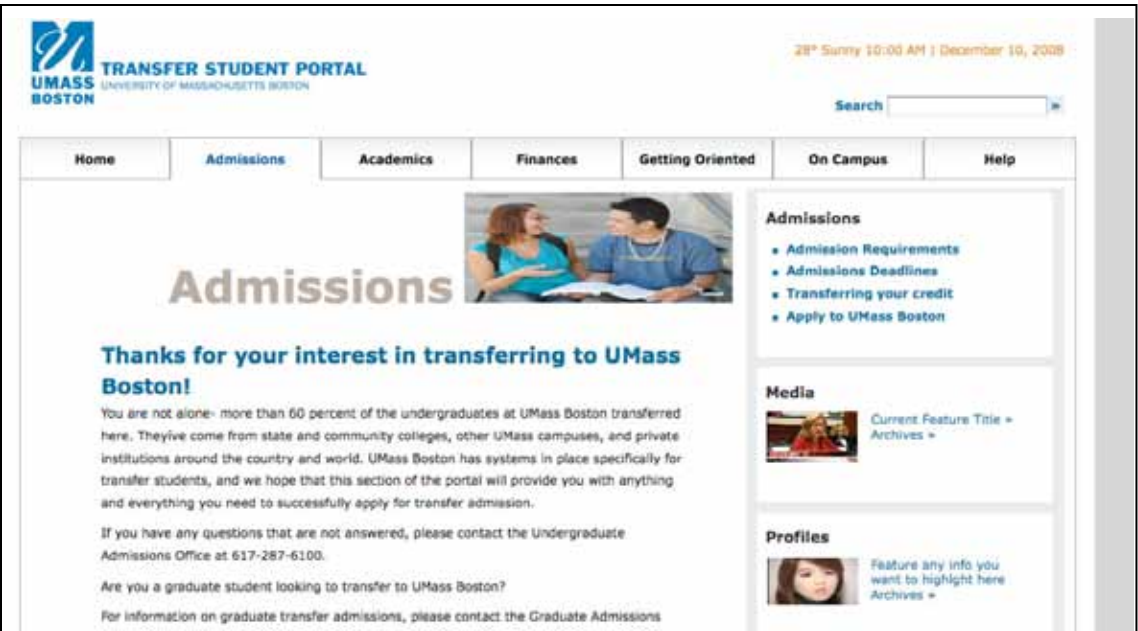 UMASS
BOSTON
TRANSFER STUDENT PORTAL
UNIVERSITY OF MASSACHUSETTS BOSTON
28° Sunny 10:00 AM | December 10, 2008
Search
»
Home Admissions Academics Finances Getting Oriented On Campus Help
Admissions
Thanks for your interest in transferring to UMass
Boston!
You are not alone- more than 60 percent of the undergraduates at UMass Boston transferred
here. Theyíve come from state and community colleges, other UMass campuses, and private
institutions around the country and world. UMass Boston has systems in place specifically for
transfer students, and we hope that this section of the portal will provide you with anything
and everything you need to successfully apply for transfer admission.
If you have any questions that are not answered, please contact the Undergraduate
Admissions Office at 617-287-6100.
Are you a graduate student looking to transfer to UMass Boston?
For information on graduate transfer admissions, please contact the Graduate Admissions
Admissions
Admission Requirements
Admissions Deadlines
Transferring your credit
Apply to UMass Boston
Media
Current Feature Title »
Archives »
Profiles
Feature any info you
want to highlight here
Archives »